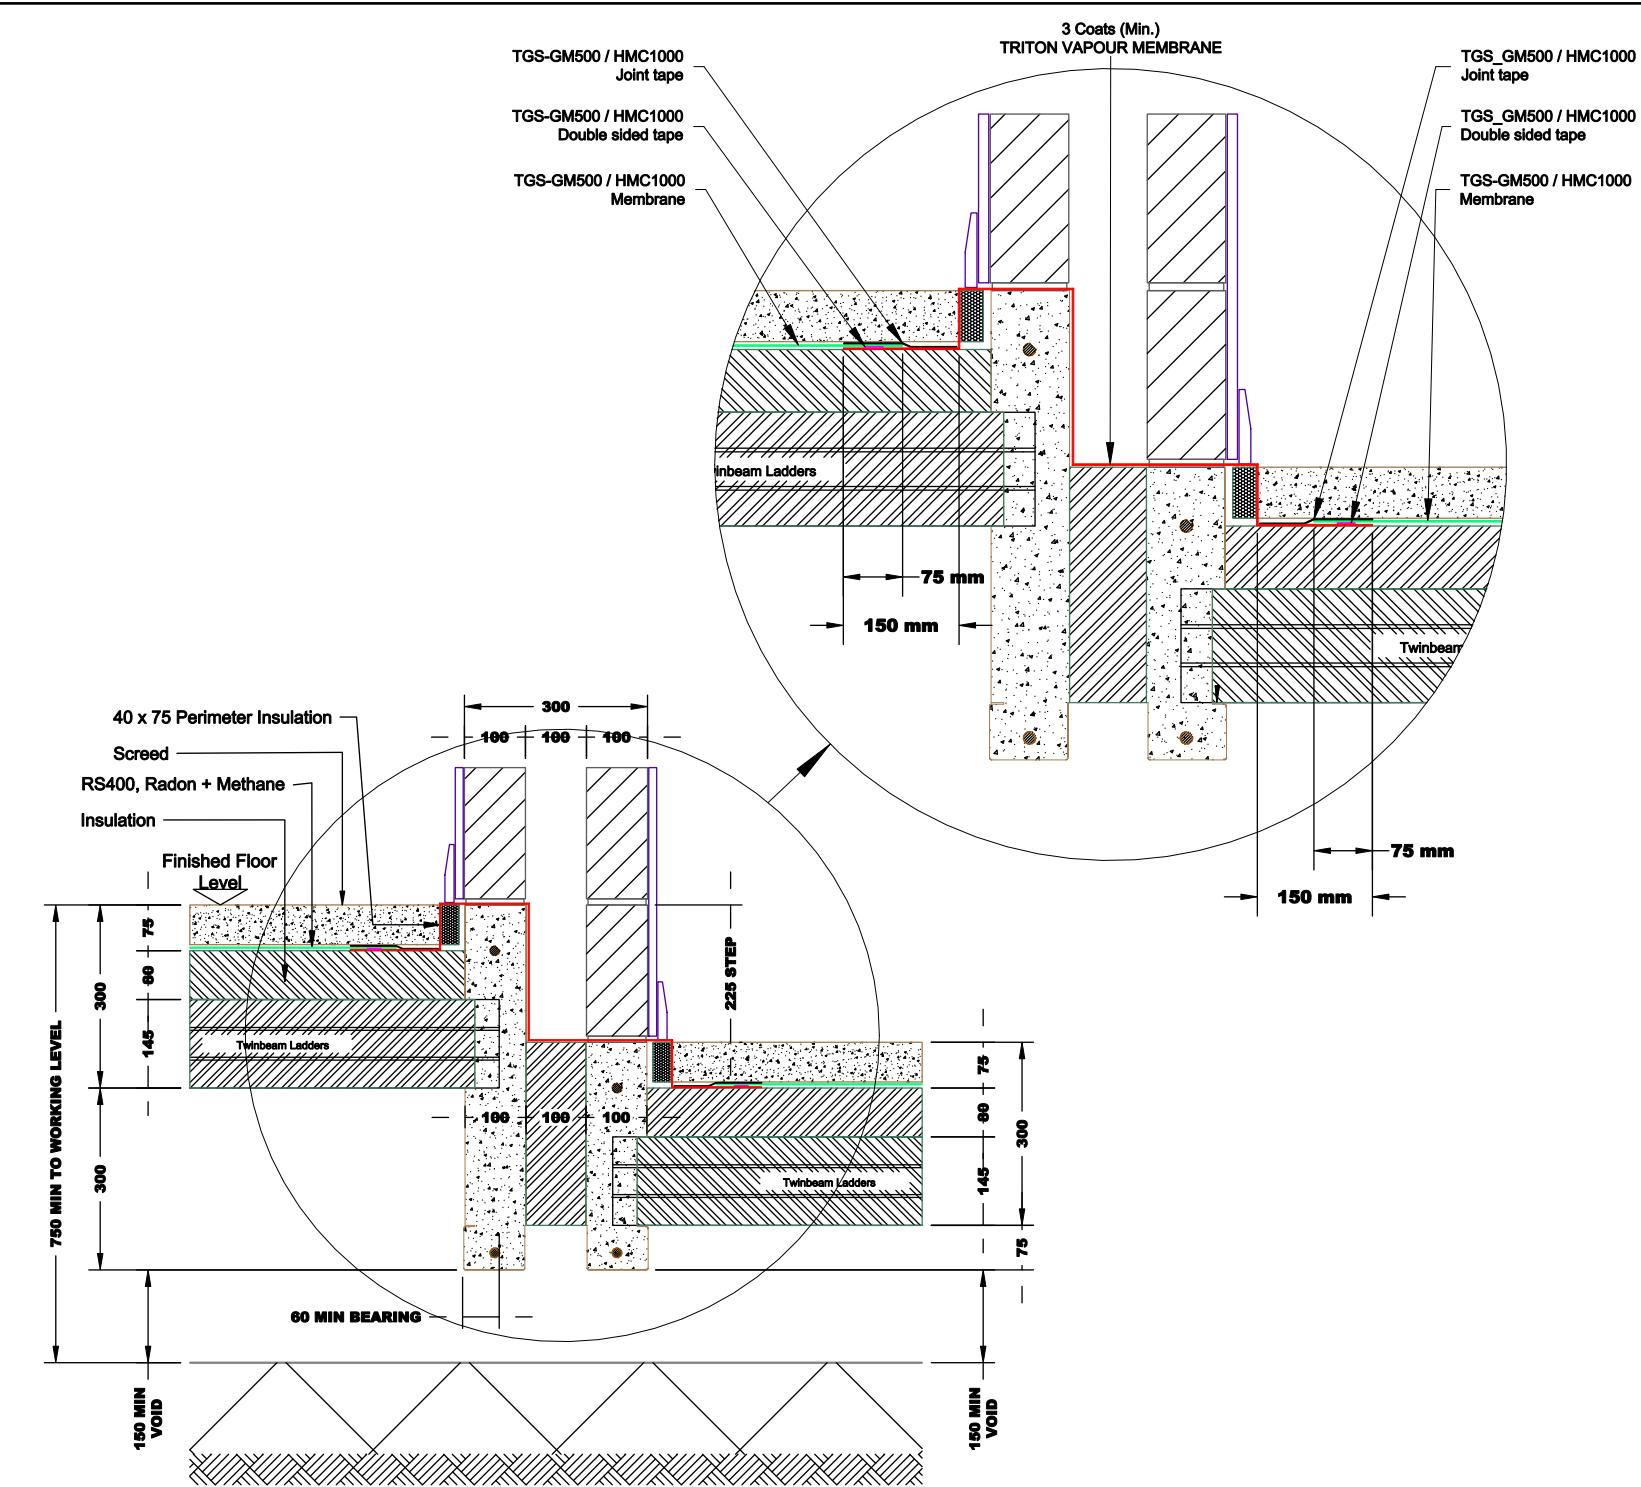 3 Coats (Min.)
TRITON VAPOUR MEMBRANE
TGS-GM500 / HMC1000
Joint tape
TGS-GM500 / HMC1000
Double sided tape
TGS-GM500 / HMC1000
Membrane
TGS_GM500 / HMC1000
Joint tape
TGS_GM500 / HMC1000
Double sided tape
TGS-GM500 / HMC1000
Membrane
winbeam Ladders
75 mm
150 mm
Twinbeam
75 mm
150 mm
40 x 75 Perimeter Insulation
Screed
RS400, Radon + Methane
Insulation
Finished Floor
Level
300
100 100 100
75
80
145
300
300
750 MIN TO WORKING LEVEL
225 STEP
Twinbeam Ladders
100 100 100
Twinbeam Ladders
75
80
145
300
75
60 MIN BEARING
150 MIN
VOID
150 MIN
VOID